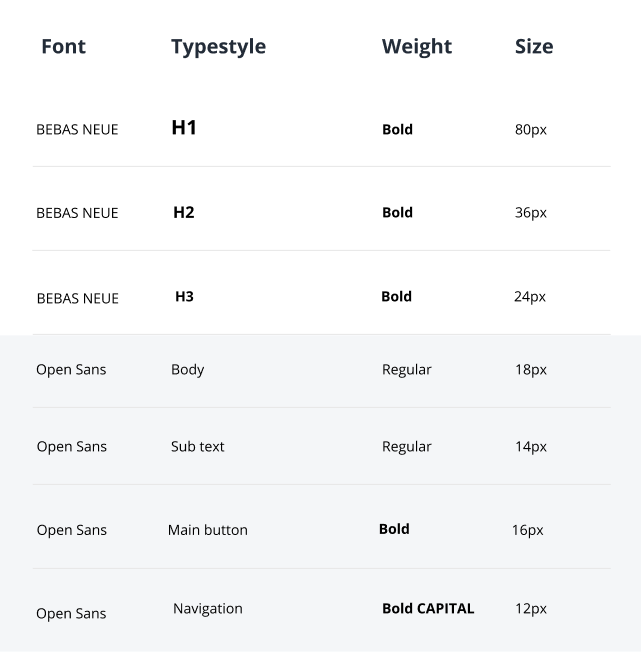 Font Typestyle Weight Size
BEBAS NEUE H1 Bold 80px
BEBAS NEUE H2 Bold 36px
BEBAS NEUE H3 Bold 24px
Open Sans Body Regular 18px
Open Sans Sub text Regular 14px
Open Sans Main button Bold 16px
Open Sans Navigation Bold CAPITAL 12px